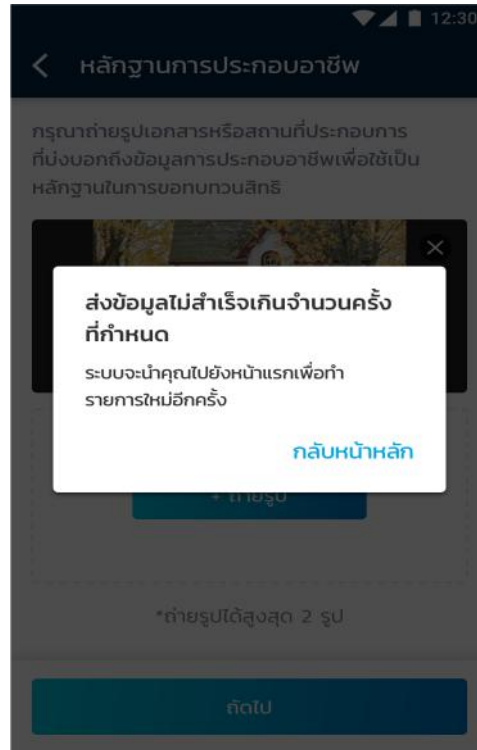 12:30
หลักฐานการประกอบอาชีพ
กรุณาถ่ายรูปเอกสารหรือสถานที่ประกอบการ
ที่บ่งบอกถึงข้อมูลการประกอบอาชีพเพื่อใช้เป็น
หลักฐานในการขอทบทวนสิทธิ
ส่งข้อมูลไม่สำเร็จเกินจำนวนครั้ง
ที่กำหนด
ระบบจะนำคุณไปยังหน้าแรกเพื่อทำ
รายการใหม่อีกครั้ง
กลับหน้าหลัก
+ ถ่ายรูป
*ถ่ายรูปได้สูงสุด 2 รูป
ถัดไป